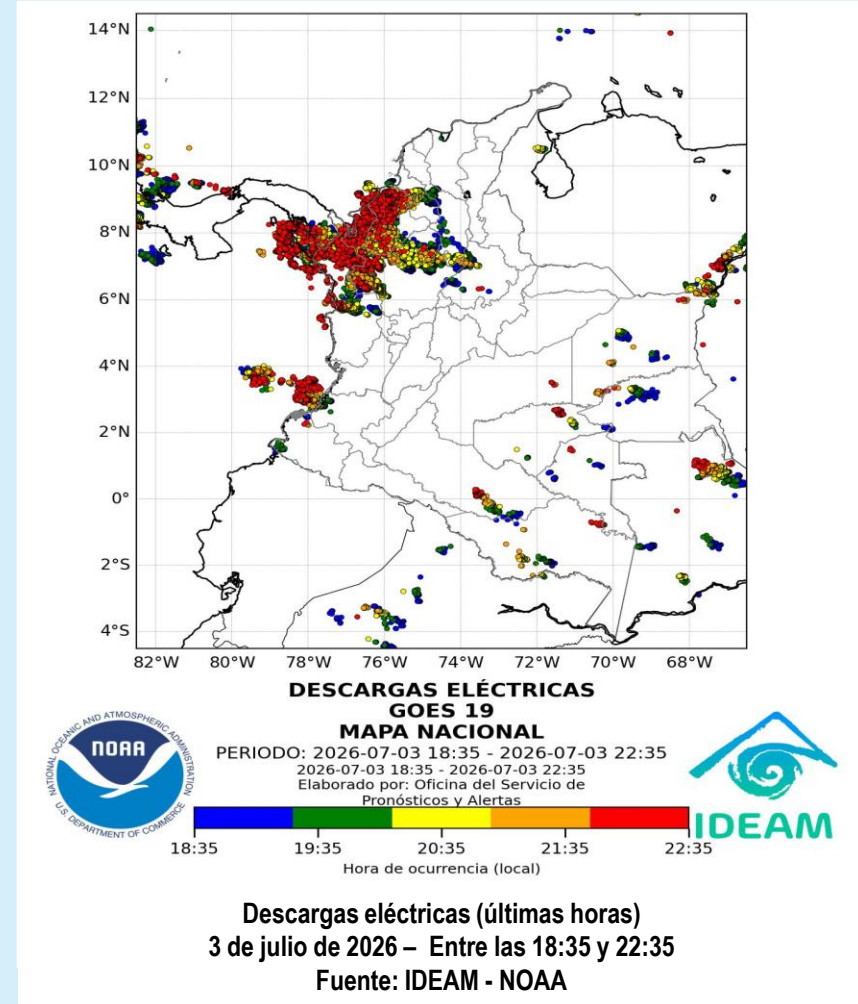 14°N
12°N
10°N
8°N
6°N
4°N
2°N
0°
2°S
4°S
82°W 80°W 78°W 76°W 74°W 72°W 70°W 68°W
DESCARGAS ELÉCTRICAS
GOES 19
MAPA NACIONAL
PERIODO: 2026-07-03 18:35 - 2026-07-03 22:35
2026-07-03 18:35 - 2026-07-03 22:35
Elaborado por: Oficina del Servicio de
Pronósticos y Alertas
NATIONAL OCEANIC AND ATMOSPHERIC ADMINISTRATION
NOAA
U.S. DEPARTMENT OF COMMERCE
IDEAM
18:35 19:35 20:35 21:35 22:35
Hora de ocurrencia (local)
Descargas eléctricas (últimas horas)
3 de julio de 2026 – Entre las 18:35 y 22:35
Fuente: IDEAM - NOAA